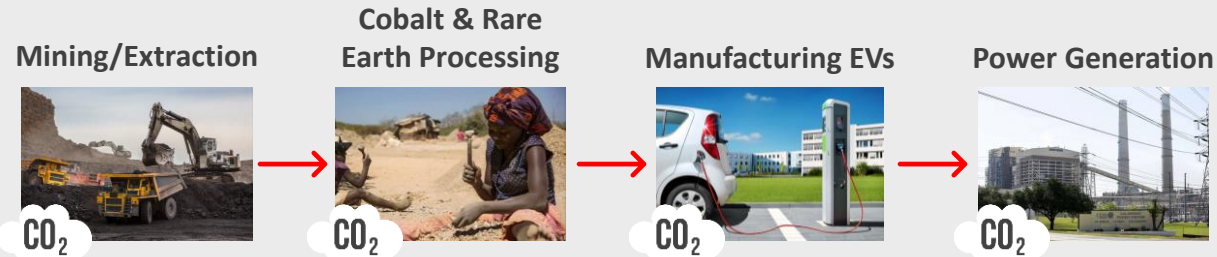 Mining/Extraction
Cobalt & Rare
Earth Processing
Manufacturing EVs
Power Generation
CO₂
CO₂
CO₂
CO₂